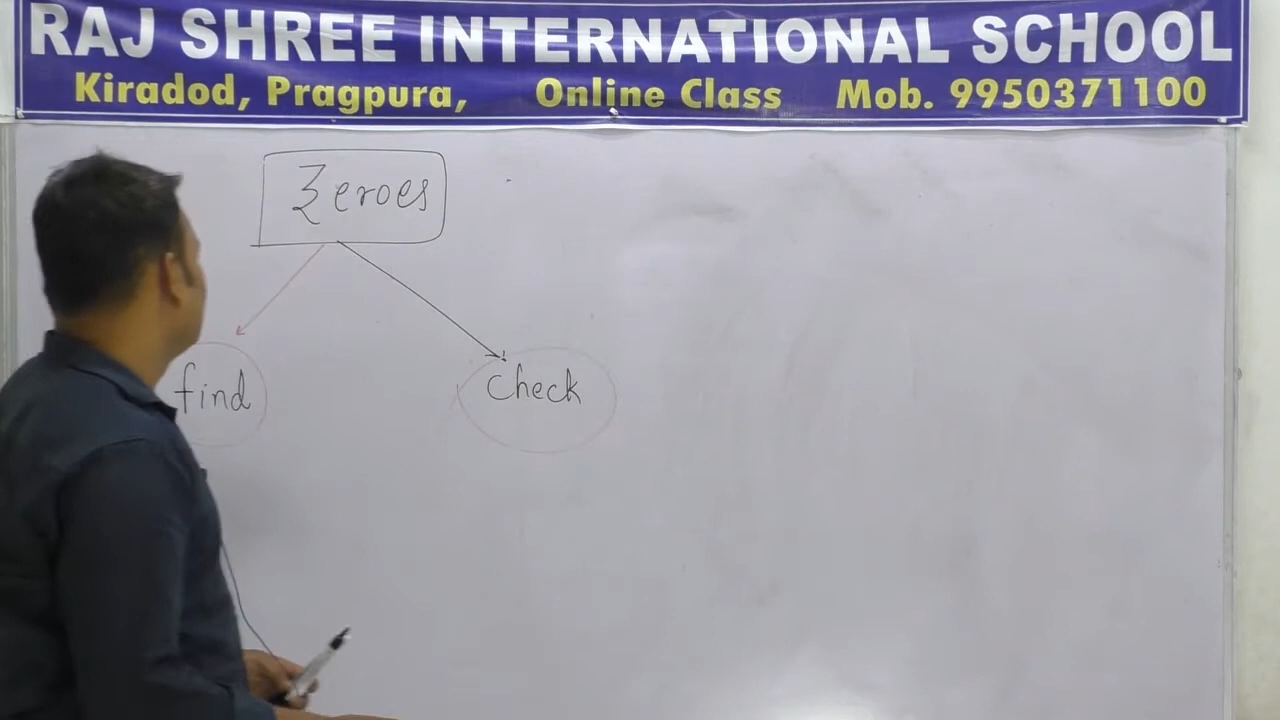 RAJ SHREE INTERNATIONAL SCHOOL
Kiradod, Pragpura, Online Class Mob. 9950371100
Zeroes
find check